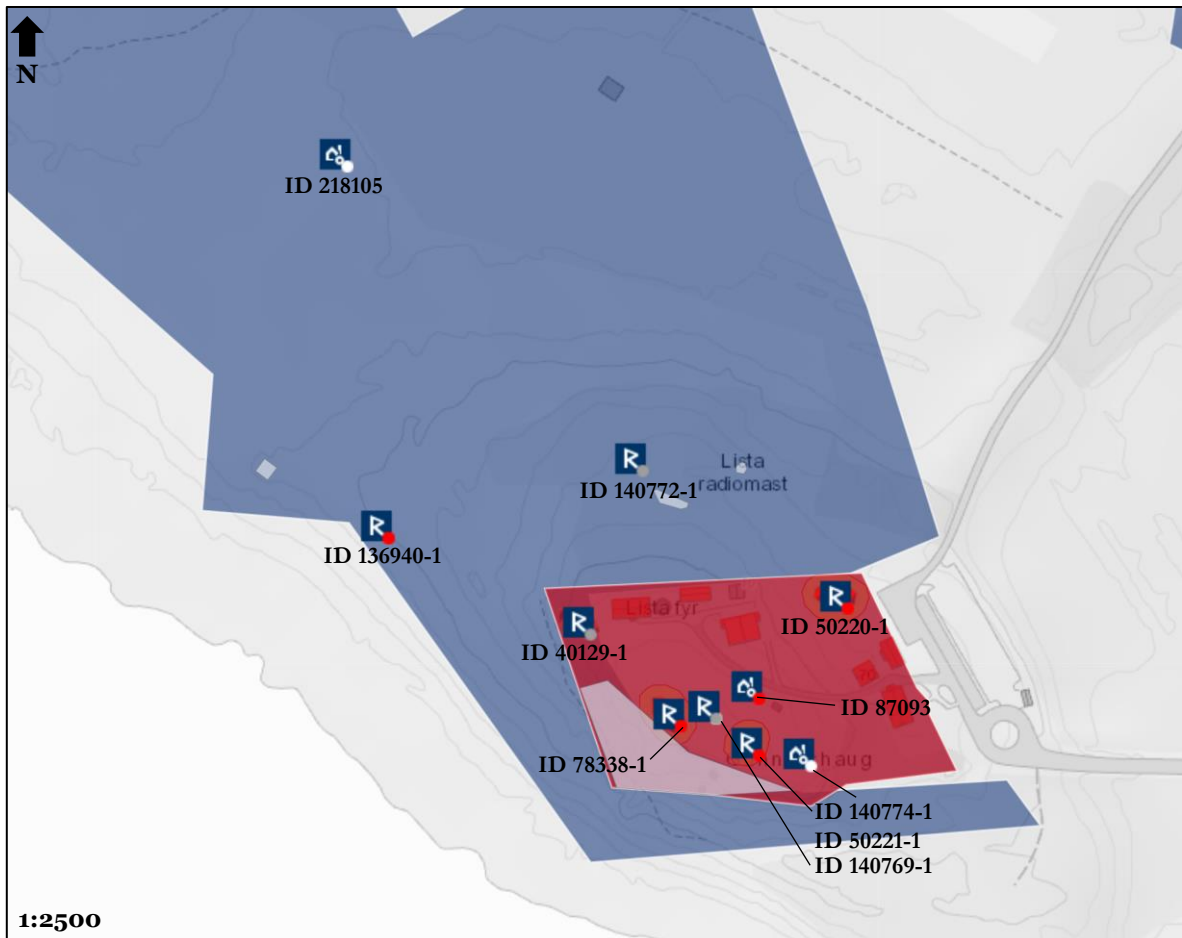 N
ID 218105
Lista
radiomast
ID 140772-1
ID 136940-1
Lista fyr
ID 50220-1
ID 40129-1
ID 87093
ID 78338-1
ID 140774-1
ID 50221-1
ID 140769-1
1:2500